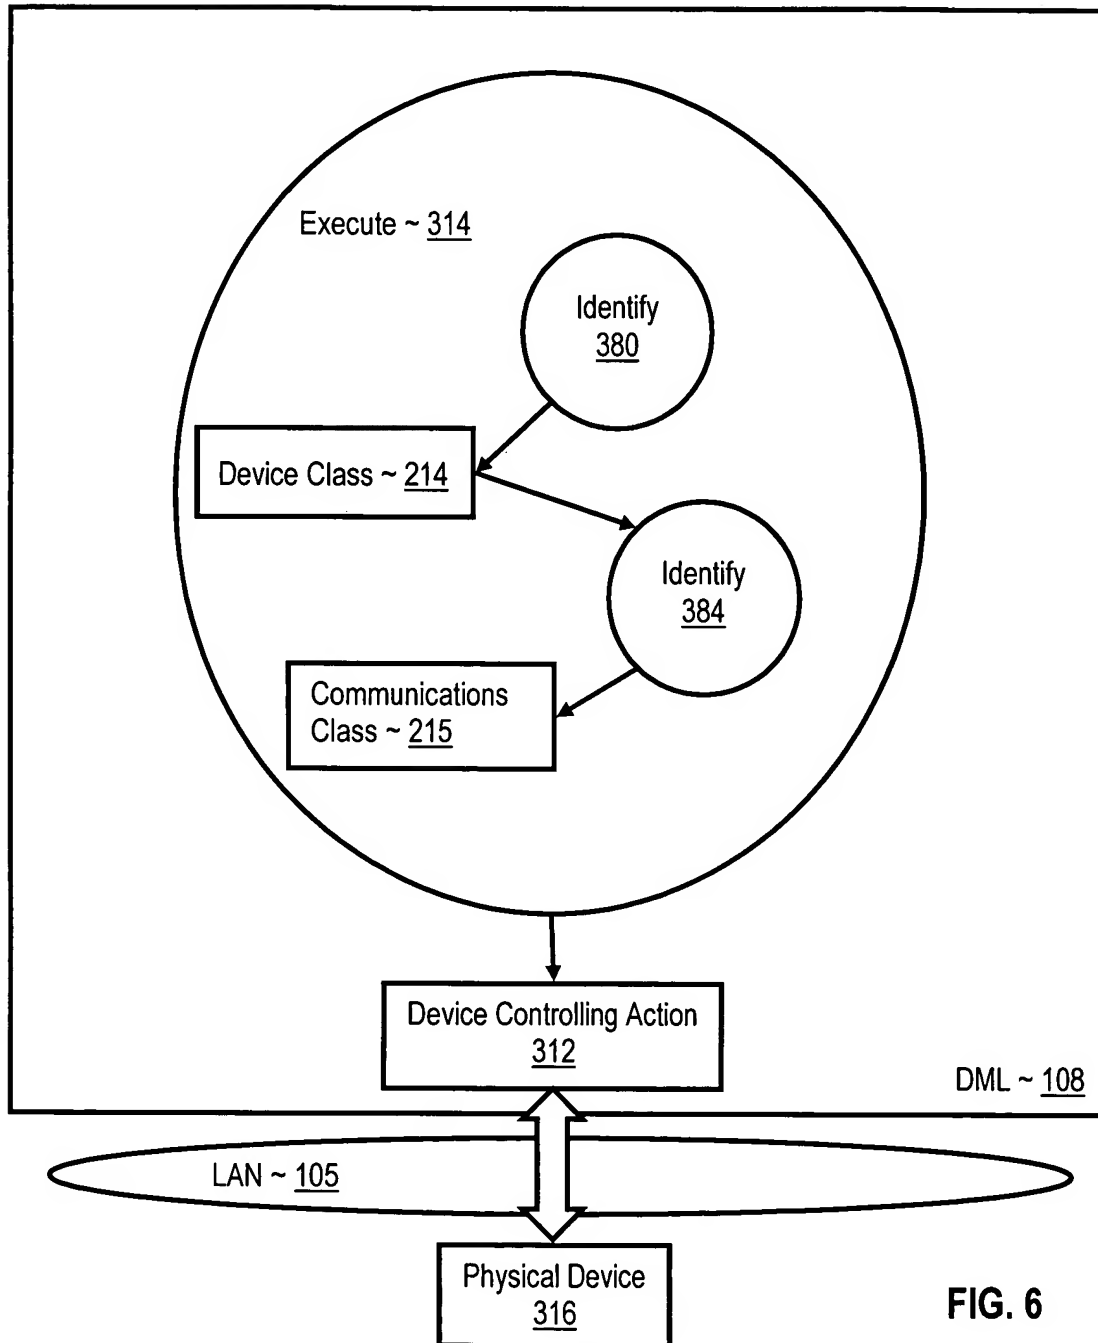 Execute ~ 314
Identify
380
Device Class ~ 214
Identify
384
Communications
Class ~ 215
Device Controlling Action
312
DML ~ 108
LAN ~ 105
Physical Device
316
FIG. 6